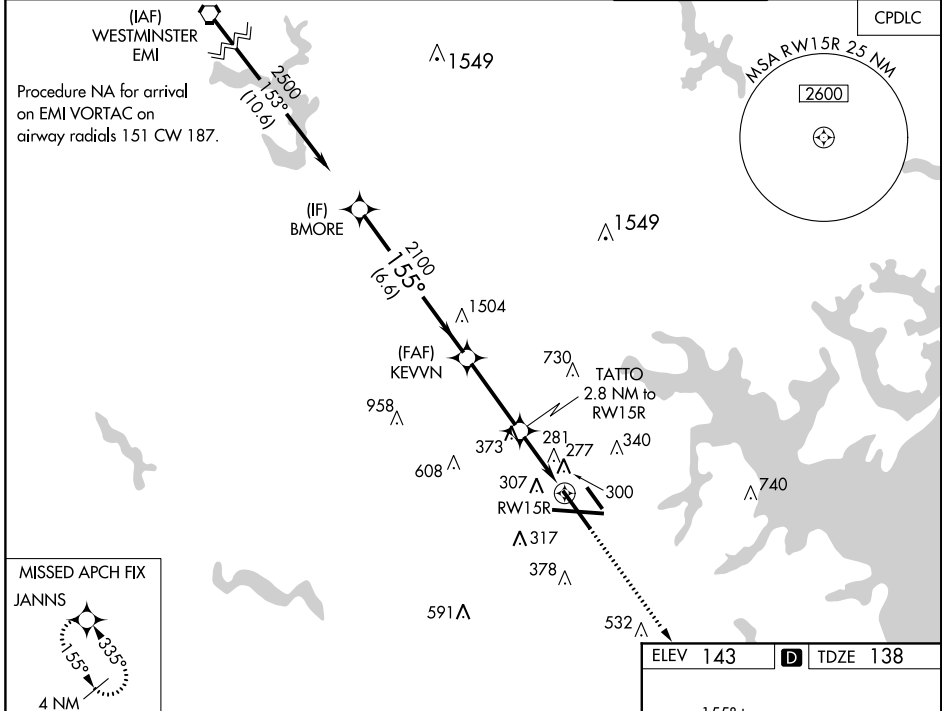 (IAF)
WESTMINSTER
EMI
1549
CPDLC
MSA RW15R 25 NM
2600
Procedure NA for arrival
on EMI VORTAC on
airway radials 151 CW 187.
2500
153°
(10.6)
(IF)
BMORE
1549
2100
155°
(6.6)
1504
(FAF)
KEVVN
730
TATTO
2.8 NM to
RW15R
958
373
281
277
340
608
307
300
740
RW15R
317
378
591
532
MISSED APCH FIX
JANNS
155°
335°
4 NM
ELEV 143
D
TDZE 138